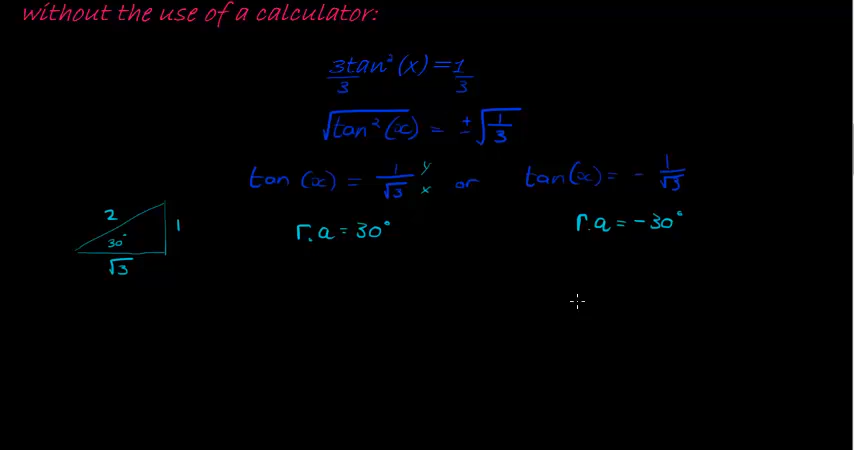 without the use of a calculator:
3tan²(x)=1
3 3
√tan²(x) = ±√1/3
tan (x) = 1/√3 y/x or tan(x) = - 1/√3
r.a = 30° r.a = -30°
2 1
30°
√3